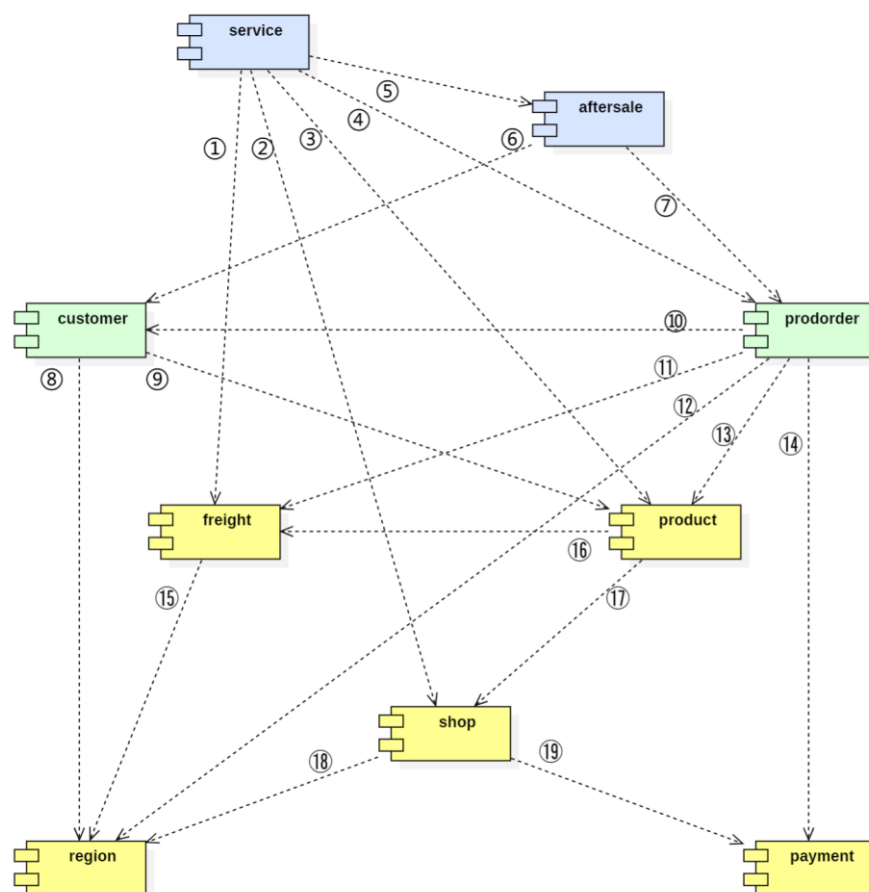 service
⑤
aftersale
④
③
⑥
①
②
⑦
customer
⑩
prodorder
⑧
⑨
⑪
⑫
⑬
⑭
freight
product
⑯
⑮
⑰
shop
⑱
⑲
region
payment